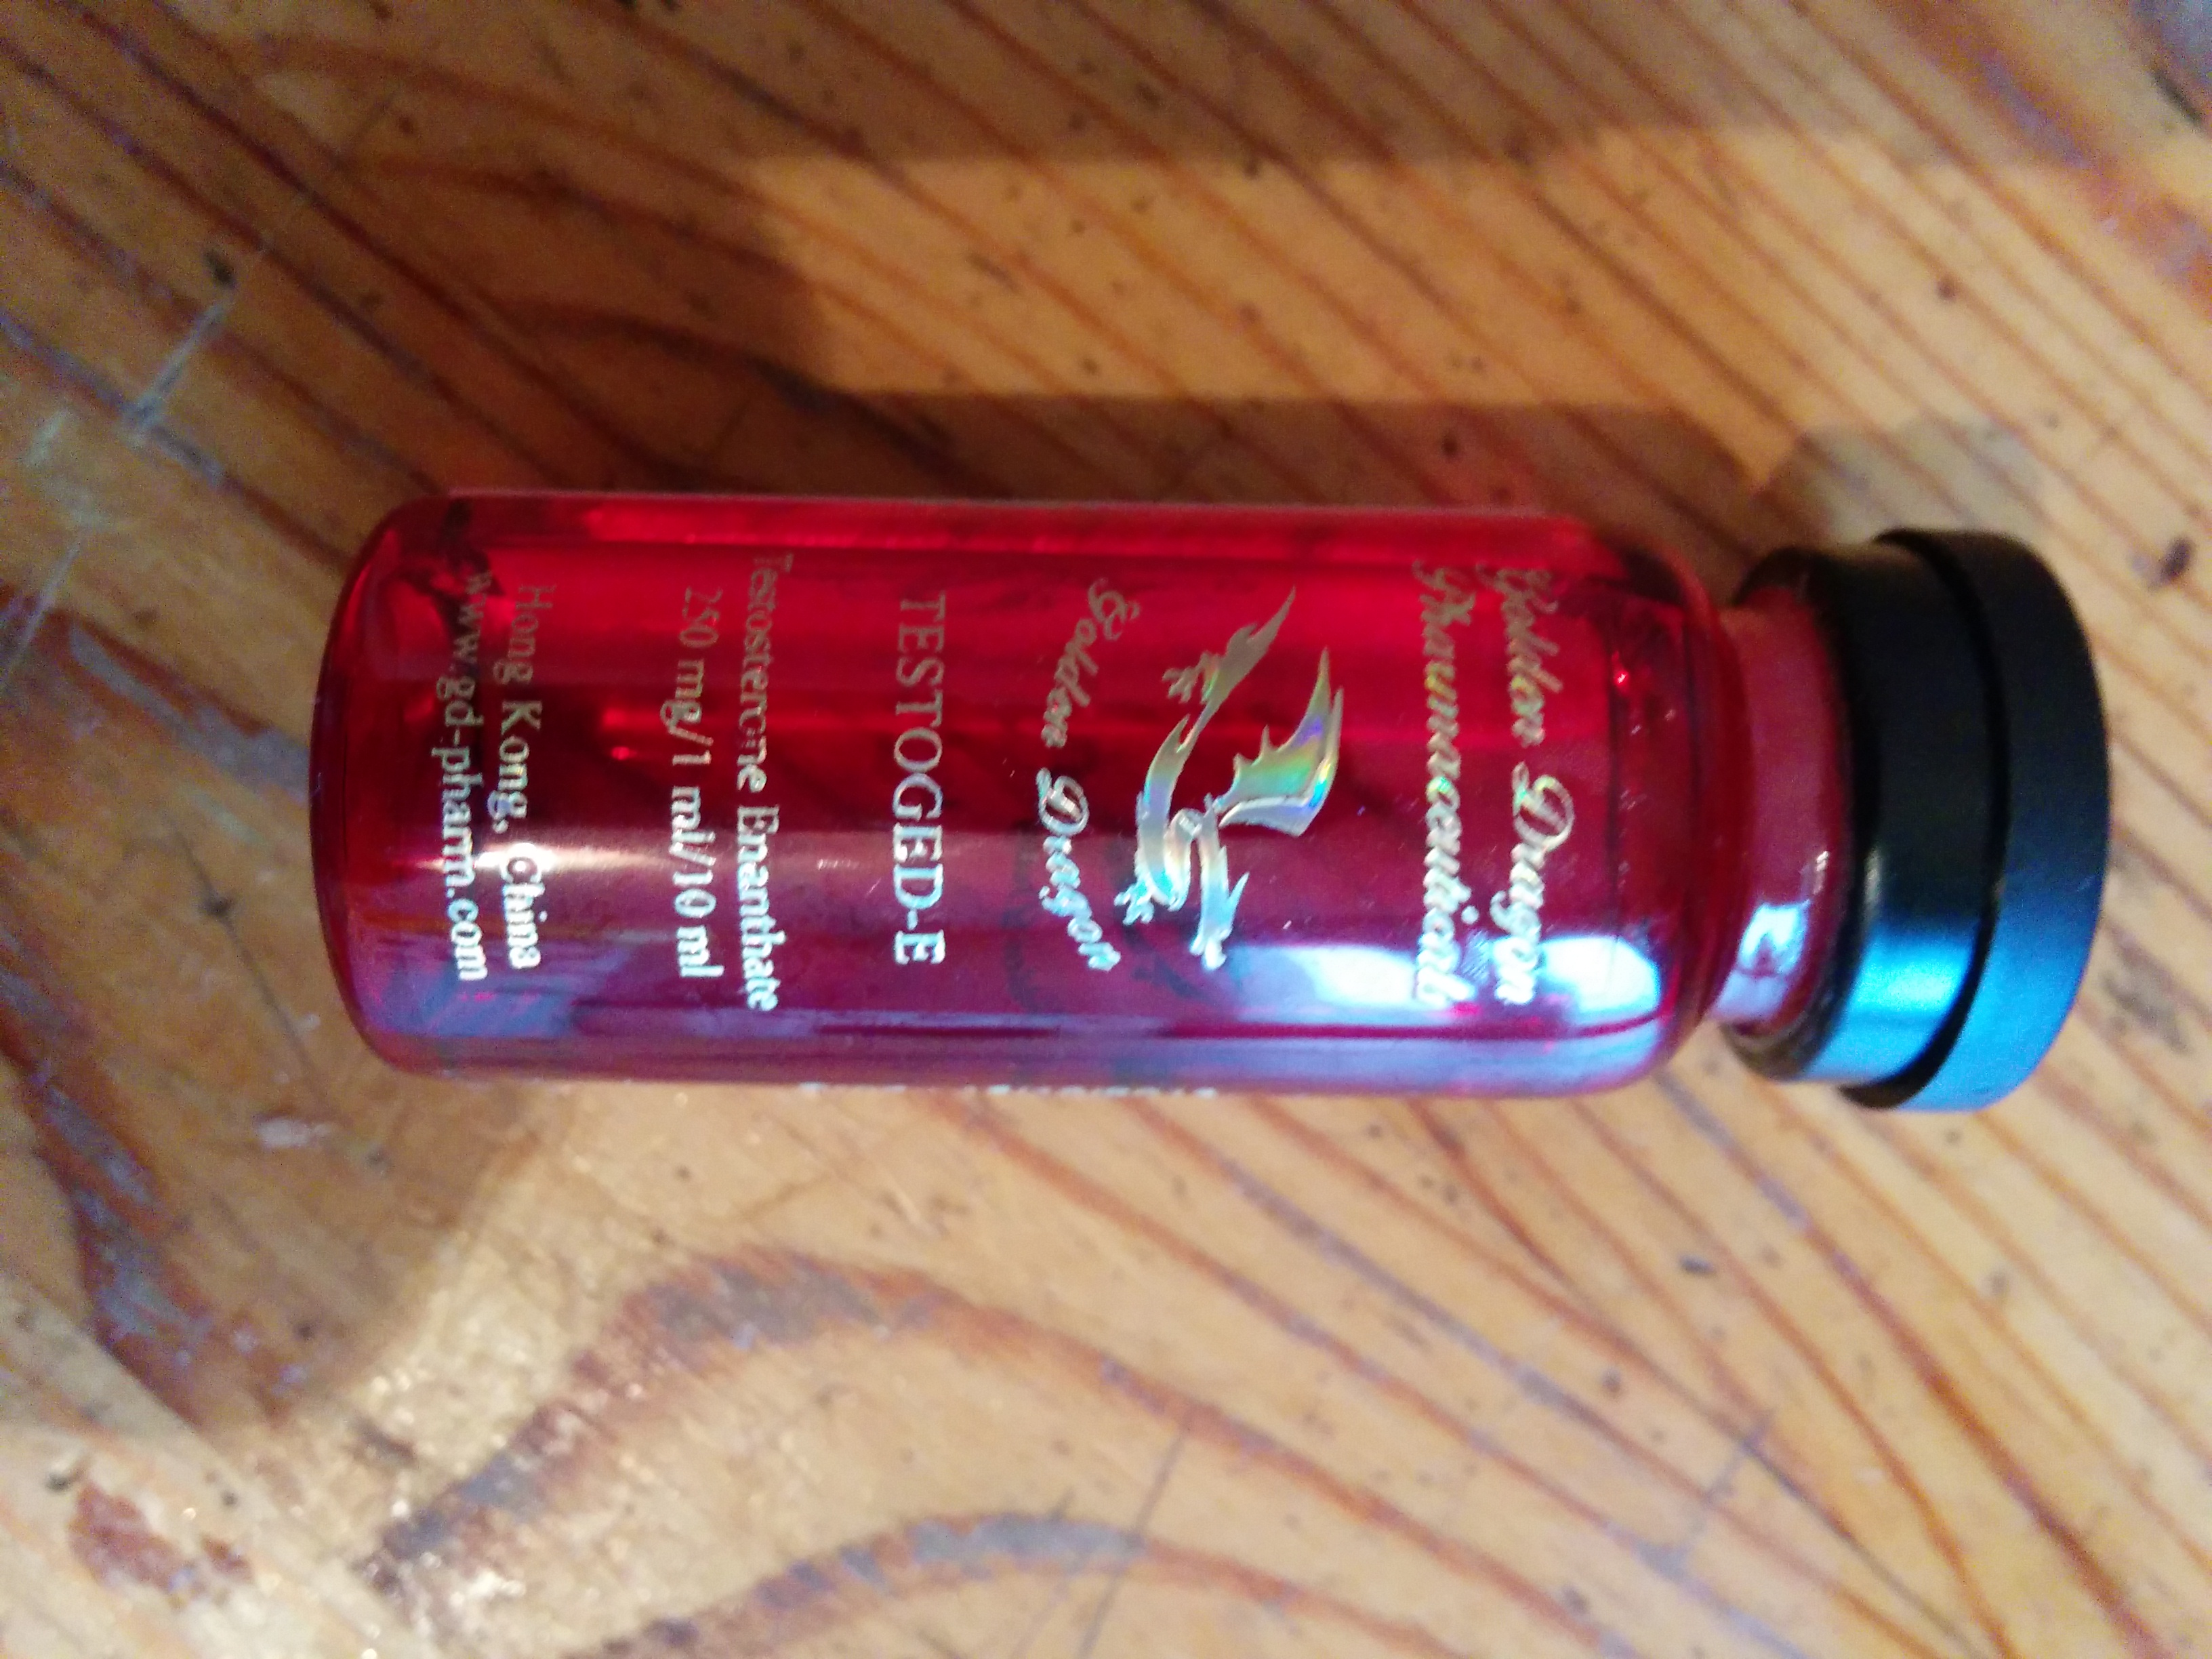 Golden Dragon
Pharmaceuticals
Golden Dragon
TESTOGED-E
Testosterone Enanthate
250 mg/1 ml/10 ml
Hong Kong, China
www.gd-pharm.com